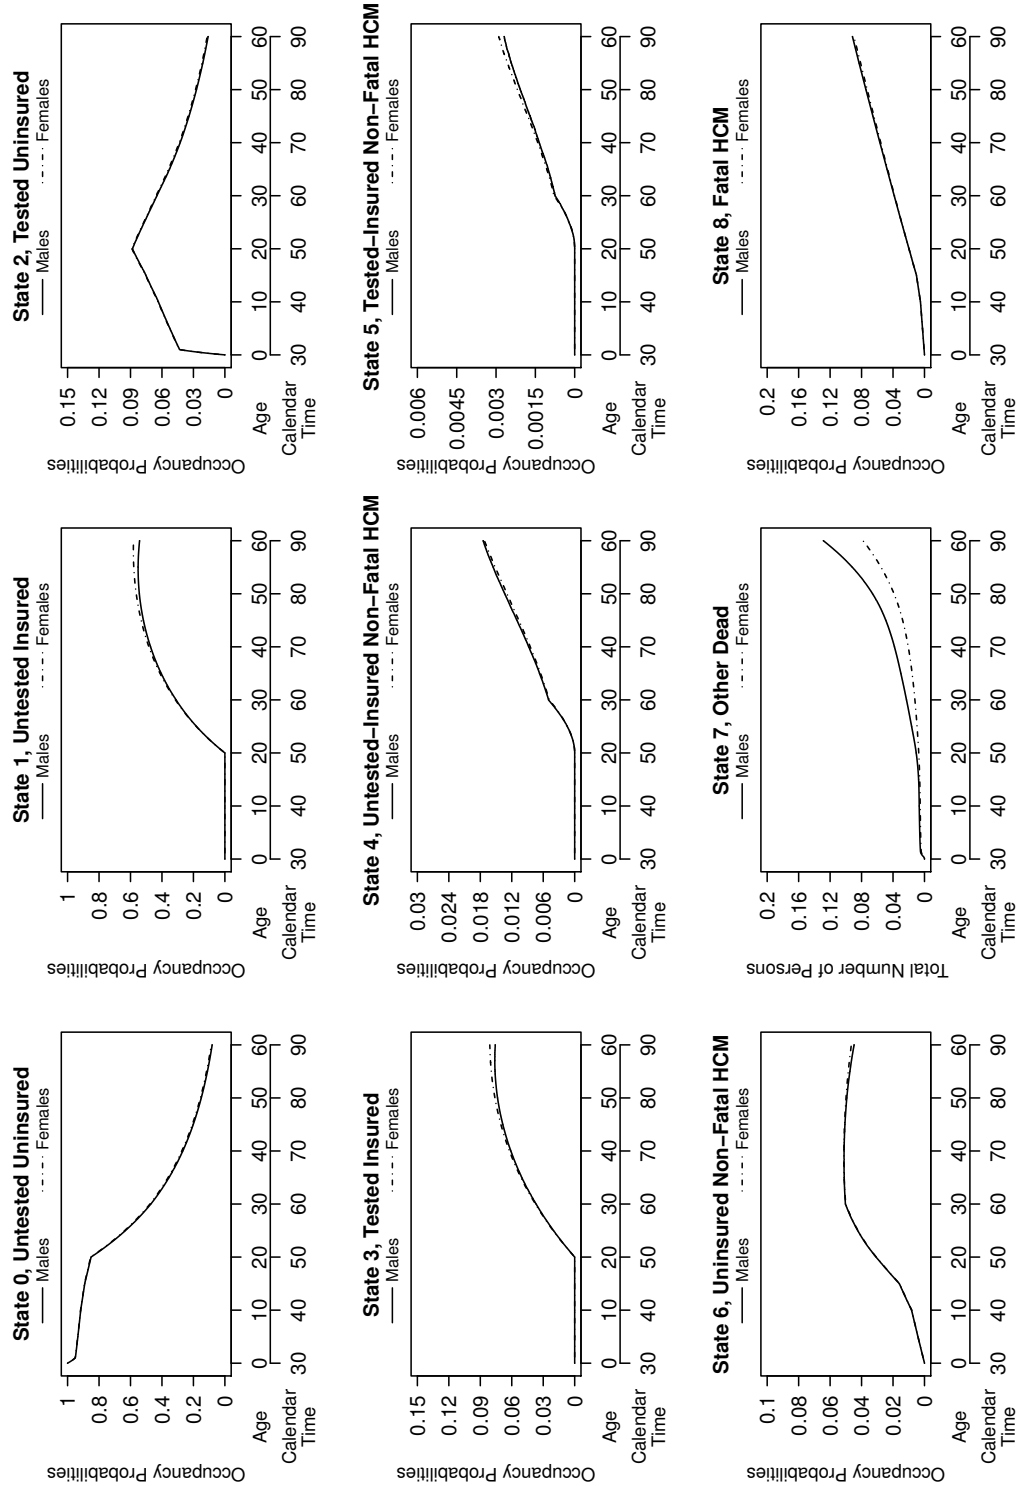 State 0, Untested Uninsured
Males Females
Occupancy Probabilities
1
0.8
0.6
0.4
0.2
0
Age 0 10 20 30 40 50 60
Calendar
Time
30 40 50 60 70 80 90
State 1, Untested Insured
Males Females
Occupancy Probabilities
1
0.8
0.6
0.4
0.2
0
Age 0 10 20 30 40 50 60
Calendar
Time
30 40 50 60 70 80 90
State 2, Tested Uninsured
Males Females
Occupancy Probabilities
0.15
0.12
0.09
0.06
0.03
0
Age 0 10 20 30 40 50 60
Calendar
Time
30 40 50 60 70 80 90
State 3, Tested Insured
Males Females
Occupancy Probabilities
0.15
0.12
0.09
0.06
0.03
0
Age 0 10 20 30 40 50 60
Calendar
Time
30 40 50 60 70 80 90
State 4, Untested−Insured Non−Fatal HCM
Males Females
Occupancy Probabilities
0.03
0.024
0.018
0.012
0.006
0
Age 0 10 20 30 40 50 60
Calendar
Time
30 40 50 60 70 80 90
State 5, Tested−Insured Non−Fatal HCM
Males Females
Occupancy Probabilities
0.006
0.0045
0.003
0.0015
0
Age 0 10 20 30 40 50 60
Calendar
Time
30 40 50 60 70 80 90
State 6, Uninsured Non−Fatal HCM
Males Females
Occupancy Probabilities
0.1
0.08
0.06
0.04
0.02
0
Age 0 10 20 30 40 50 60
Calendar
Time
30 40 50 60 70 80 90
State 7, Other Dead
Males Females
Total Number of Persons
0.2
0.16
0.12
0.08
0.04
0
Age 0 10 20 30 40 50 60
Calendar
Time
30 40 50 60 70 80 90
State 8, Fatal HCM
Males Females
Occupancy Probabilities
0.2
0.16
0.12
0.08
0.04
0
Age 0 10 20 30 40 50 60
Calendar
Time
30 40 50 60 70 80 90